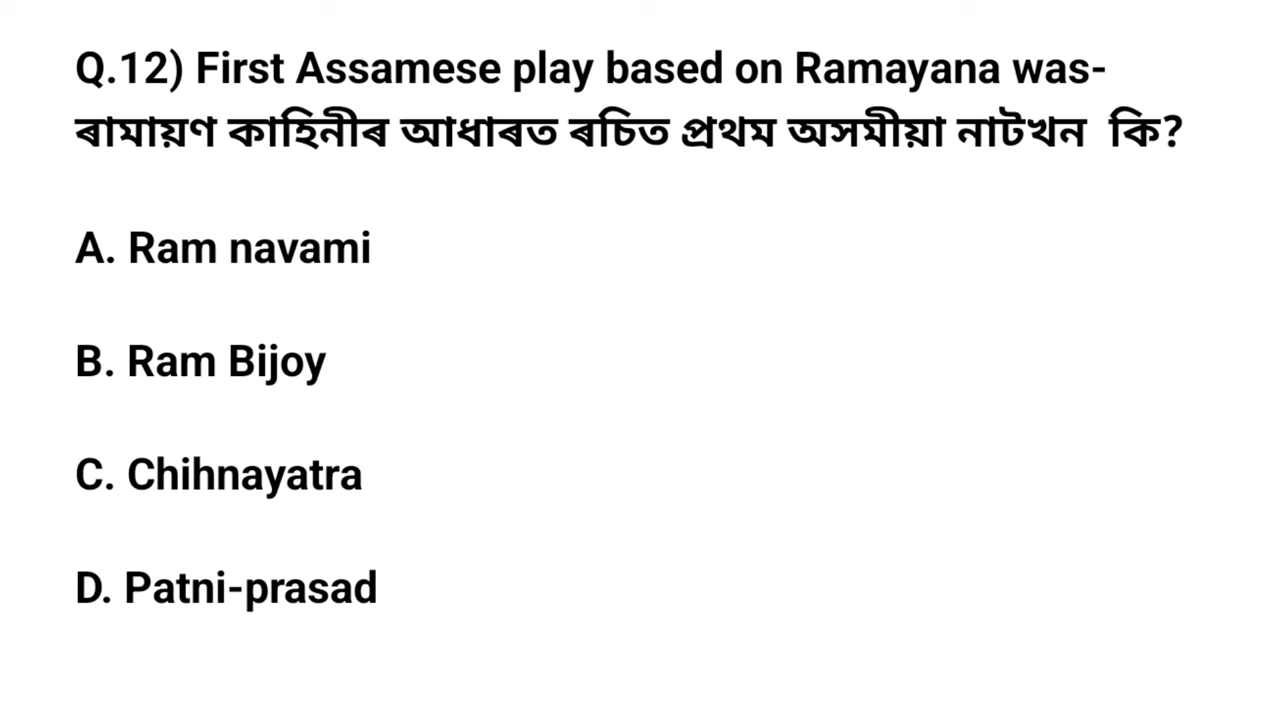 Q.12) First Assamese play based on Ramayana was-
ৰামায়ণ কাহিনীৰ আধাৰত ৰচিত প্ৰথম অসমীয়া নাটখন কি?
A. Ram navami
B. Ram Bijoy
C. Chihnayatra
D. Patni-prasad